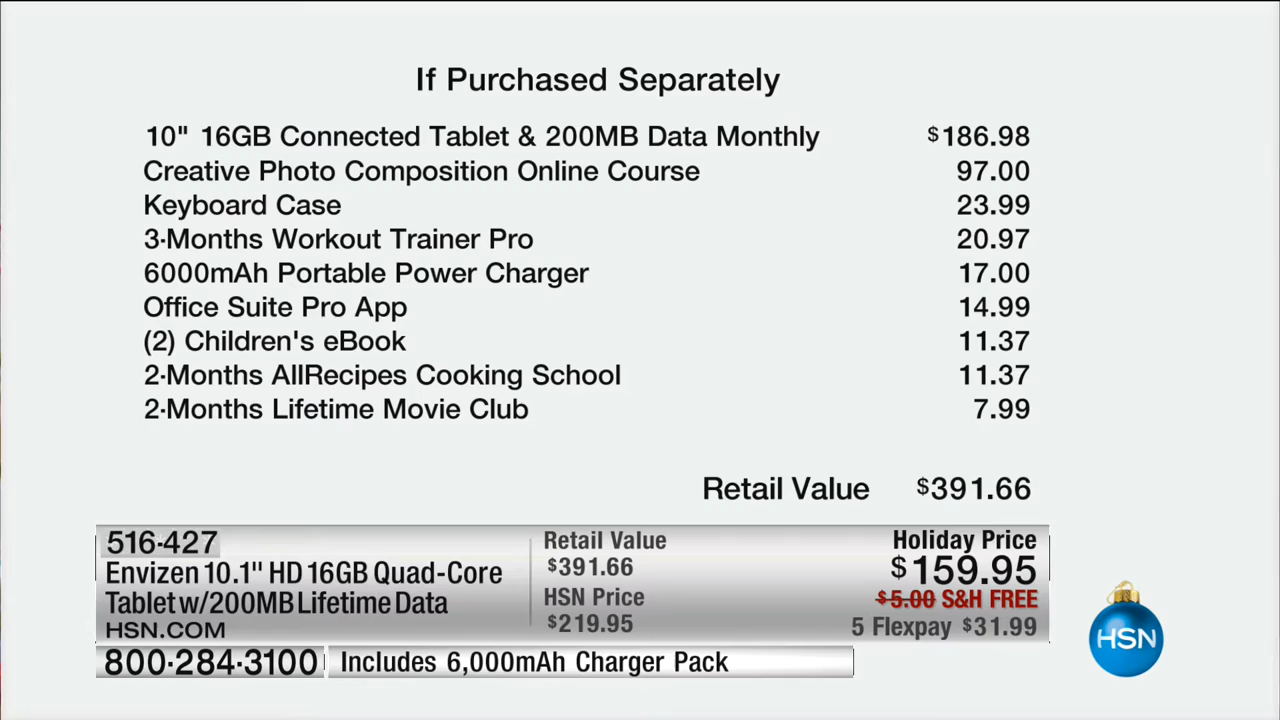 If Purchased Separately
10" 16GB Connected Tablet & 200MB Data Monthly $186.98
Creative Photo Composition Online Course 97.00
Keyboard Case 23.99
3-Months Workout Trainer Pro 20.97
6000mAh Portable Power Charger 17.00
Office Suite Pro App 14.99
(2) Children's eBook 11.37
2-Months AllRecipes Cooking School 11.37
2-Months Lifetime Movie Club 7.99
Retail Value $391.66
516-427
Envizen 10.1" HD 16GB Quad-Core
Tablet w/200MB Lifetime Data
HSN.COM
Retail Value
$391.66
HSN Price
$219.95
Holiday Price
$159.95
$5.00 S&H FREE
5 Flexpay $31.99
800-284-3100
Includes 6,000mAh Charger Pack
HSN